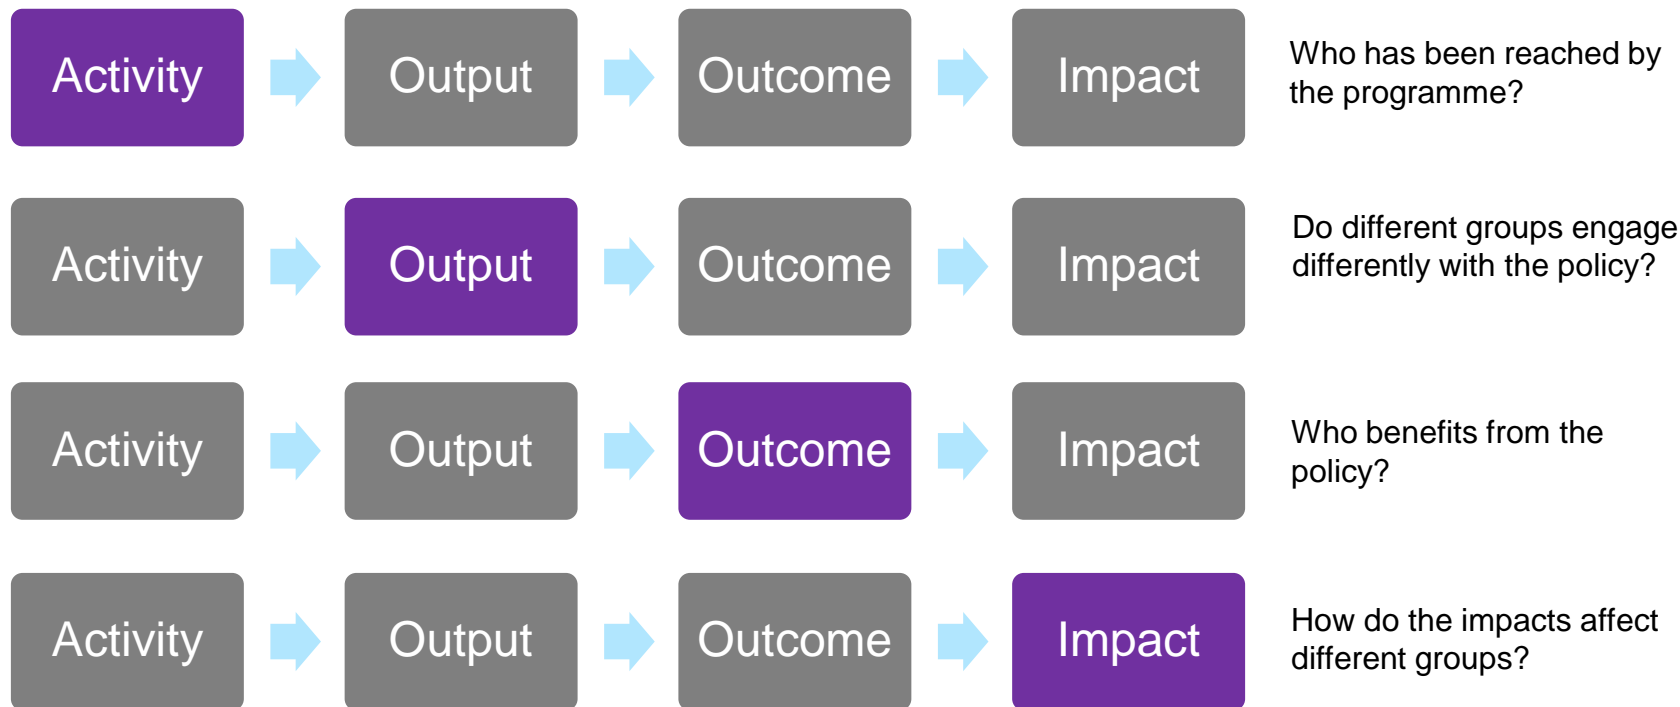 Activity
Output
Outcome
Impact
Who has been reached by
the programme?
Activity
Output
Outcome
Impact
Do different groups engage
differently with the policy?
Activity
Output
Outcome
Impact
Who benefits from the
policy?
Activity
Output
Outcome
Impact
How do the impacts affect
different groups?